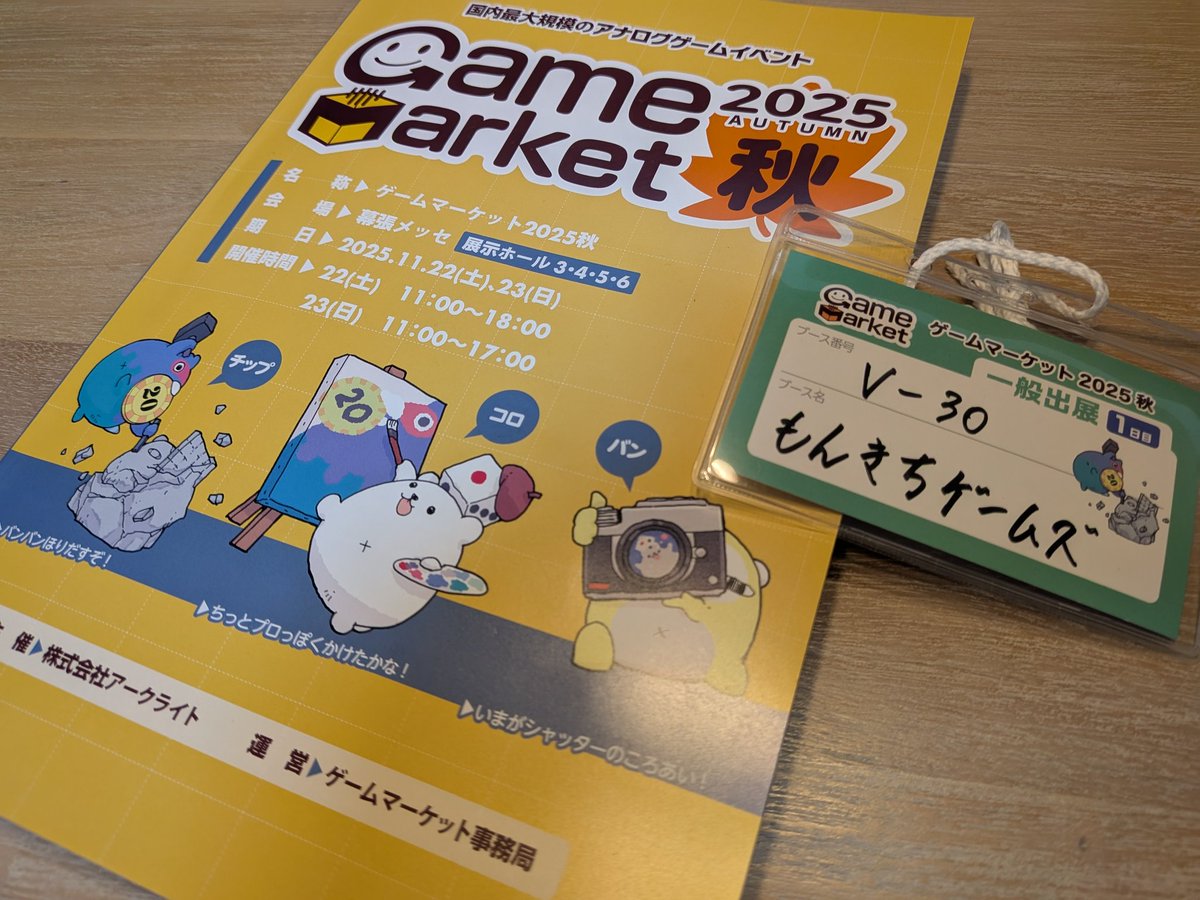 国内最大規模のアナログゲームイベント
Game
Market
2025
AUTUMN
秋
名称▶ゲームマーケット2025秋
会場▶幕張メッセ 展示ホール 3・4・5・6
期日▶2025.11.22(土)、23(日)
開催時間▶22(土) 11:00〜18:00
23(日) 11:00〜17:00
チップ
20
コロ
20
バン
▶バンバンほりだすぞ!
▶ちっとプロっぽくかけたかな!
▶いまがシャッターのころあい!
催▶株式会社アークライト
運営▶ゲームマーケット事務局
Game
Market
ゲームマーケット 2025 秋
一般出展 1日目
ブース番号
V-30
ブース名
もんきちゲームズ
20